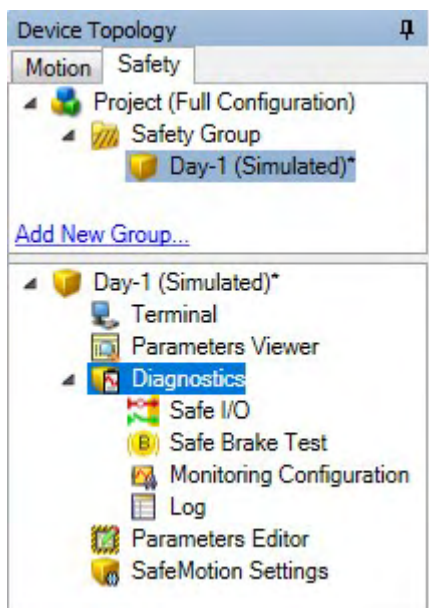 Device Topology
Motion Safety
Project (Full Configuration)
Safety Group
Day-1 (Simulated)*
Add New Group...
Day-1 (Simulated)*
Terminal
Parameters Viewer
Diagnostics
Safe I/O
(B) Safe Brake Test
Monitoring Configuration
Log
Parameters Editor
SafeMotion Settings